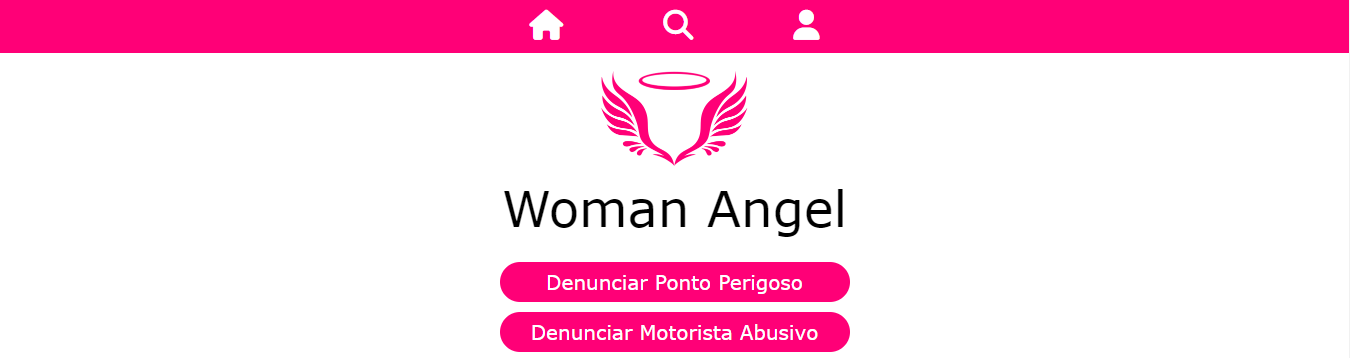 Woman Angel
Denunciar Ponto Perigoso
Denunciar Motorista Abusivo